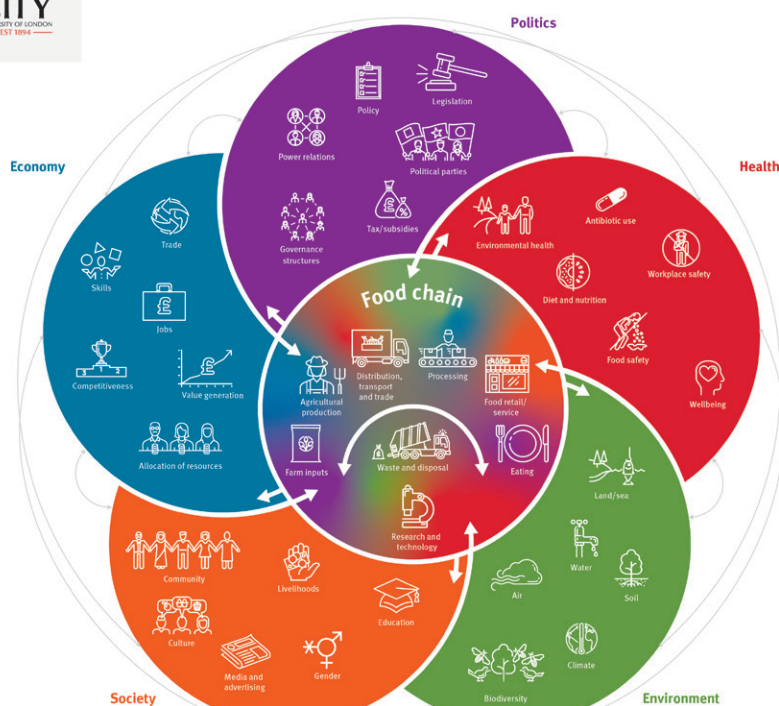 CITY
UNIVERSITY OF LONDON
EST 1894
Politics
Legislation
Policy
Power relations
Political parties
Tax/subsidies
Governance
structures
Economy
Trade
Skills
Jobs
Competitiveness
Value generation
Allocation of resources
Health
Environmental health
Antibiotic use
Workplace safety
Diet and nutrition
Food safety
Wellbeing
Food chain
Agricultural
production
Distribution,
transport
and trade
Processing
Food retail/
service
Farm inputs
Waste and disposal
Eating
Research and
technology
Society
Community
Livelihoods
Culture
Education
Media and
advertising
Gender
Environment
Land/sea
Water
Air
Soil
Climate
Biodiversity